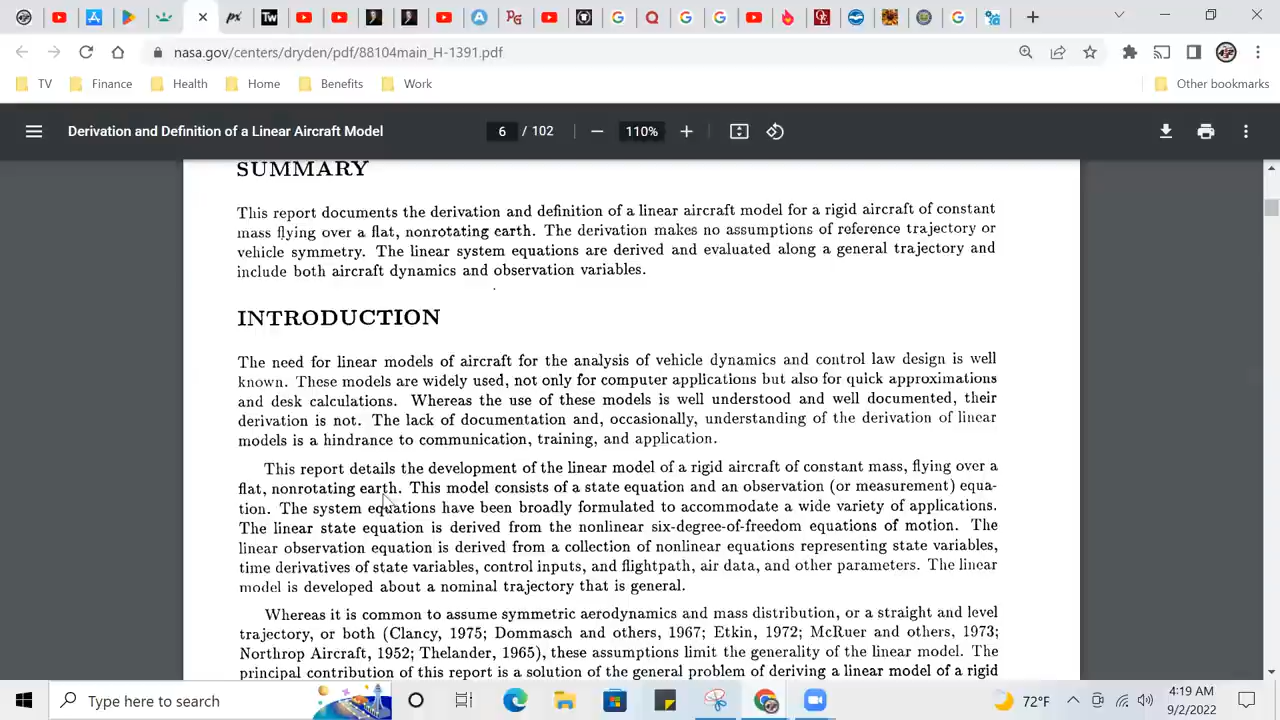 nasa.gov/centers/dryden/pdf/88104main_H-1391.pdf
TV Finance Health Home Benefits Work Other bookmarks
Derivation and Definition of a Linear Aircraft Model 6 / 102 110%
SUMMARY
This report documents the derivation and definition of a linear aircraft model for a rigid aircraft of constant
mass flying over a flat, nonrotating earth. The derivation makes no assumptions of reference trajectory or
vehicle symmetry. The linear system equations are derived and evaluated along a general trajectory and
include both aircraft dynamics and observation variables.
INTRODUCTION
The need for linear models of aircraft for the analysis of vehicle dynamics and control law design is well
known. These models are widely used, not only for computer applications but also for quick approximations
and desk calculations. Whereas the use of these models is well understood and well documented, their
derivation is not. The lack of documentation and, occasionally, understanding of the derivation of linear
models is a hindrance to communication, training, and application.
This report details the development of the linear model of a rigid aircraft of constant mass, flying over a
flat, nonrotating earth. This model consists of a state equation and an observation (or measurement) equa-
tion. The system equations have been broadly formulated to accommodate a wide variety of applications.
The linear state equation is derived from the nonlinear six-degree-of-freedom equations of motion. The
linear observation equation is derived from a collection of nonlinear equations representing state variables,
time derivatives of state variables, control inputs, and flightpath, air data, and other parameters. The linear
model is developed about a nominal trajectory that is general.
Whereas it is common to assume symmetric aerodynamics and mass distribution, or a straight and level
trajectory, or both (Clancy, 1975; Dommasch and others, 1967; Etkin, 1972; McRuer and others, 1973;
Northrop Aircraft, 1952; Thelander, 1965), these assumptions limit the generality of the linear model. The
principal contribution of this report is a solution of the general problem of deriving a linear model of a rigid
Type here to search
72°F
4:19 AM
9/2/2022